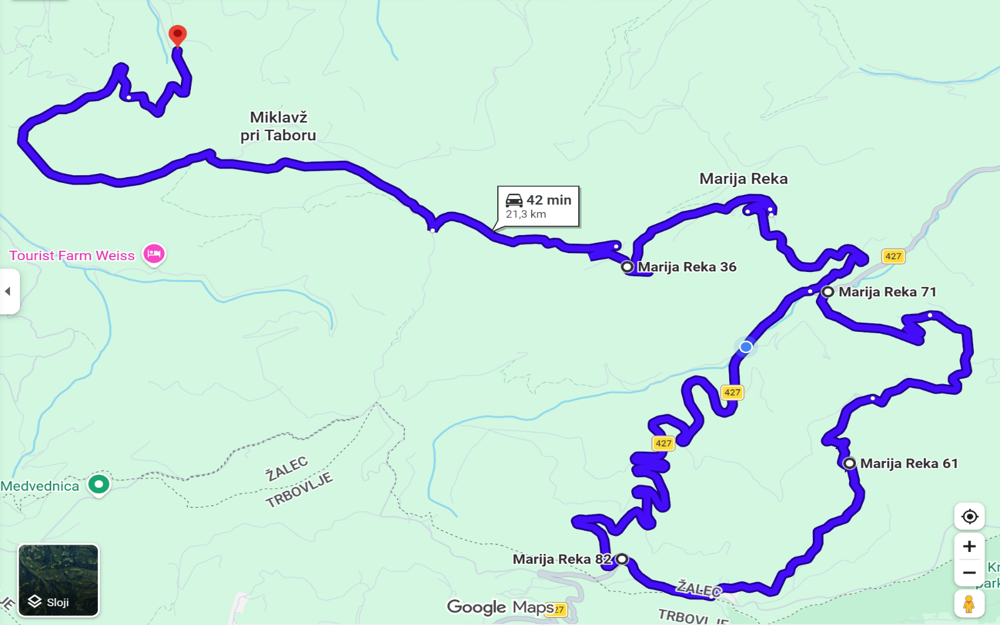 Miklavž
pri Taboru
Marija Reka
42 min
21,3 km
Tourist Farm Weiss
427
Marija Reka 36
Marija Reka 71
427
427
ŽALEC
TRBOVLJE
Marija Reka 61
Medvednica
Marija Reka 82
ŽALEC
Sloji
Google Maps
27
TRBOVLJE
Kr
park
JE